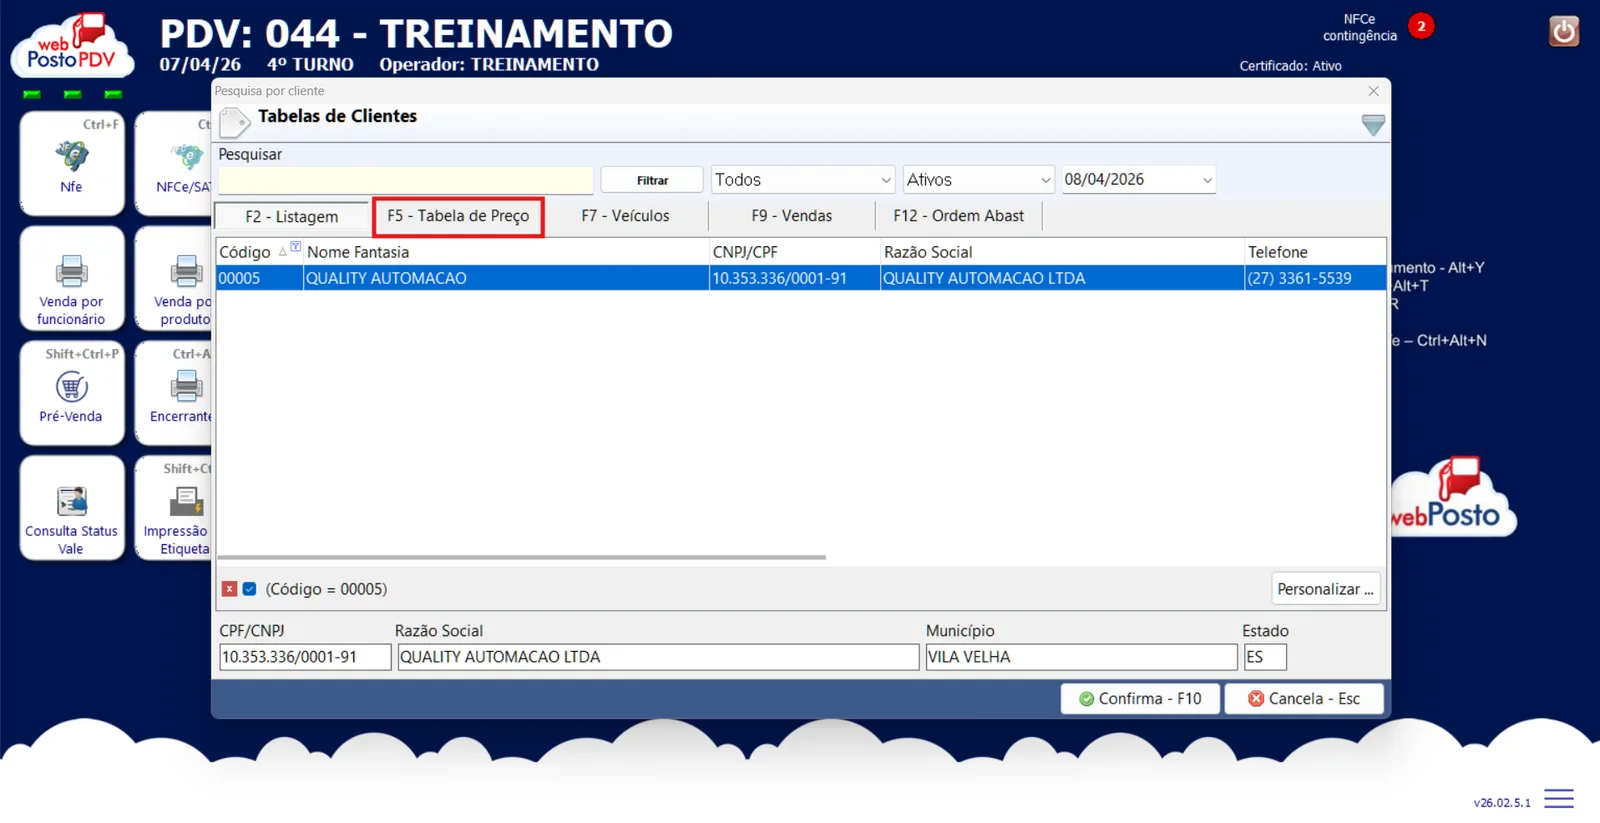 web
PostoPDV
PDV: 044 - TREINAMENTO
07/04/26 4º TURNO Operador: TREINAMENTO
NFCe
contingência
2
Certificado: Ativo
Ctrl+F
Nfe
NFCe/SA
Venda por
funcionário
Venda po
produto
Shift+Ctrl+P
Pré-Venda
Ctrl+A
Encerrante
Consulta Status
Vale
Shift+Ct
Impressão
Etiqueta
Pesquisa por cliente
Tabelas de Clientes
Pesquisar
Filtrar
Todos
Ativos
08/04/2026
F2 - Listagem
F5 - Tabela de Preço
F7 - Veículos
F9 - Vendas
F12 - Ordem Abast
Código Nome Fantasia CNPJ/CPF Razão Social Telefone
00005 QUALITY AUTOMACAO 10.353.336/0001-91 QUALITY AUTOMACAO LTDA (27) 3361-5539
(Código = 00005)
Personalizar ...
CPF/CNPJ Razão Social Município Estado
10.353.336/0001-91 QUALITY AUTOMACAO LTDA VILA VELHA ES
Confirma - F10
Cancela - Esc
mento - Alt+Y
Alt+T
R
e – Ctrl+Alt+N
webPosto
v26.02.5.1